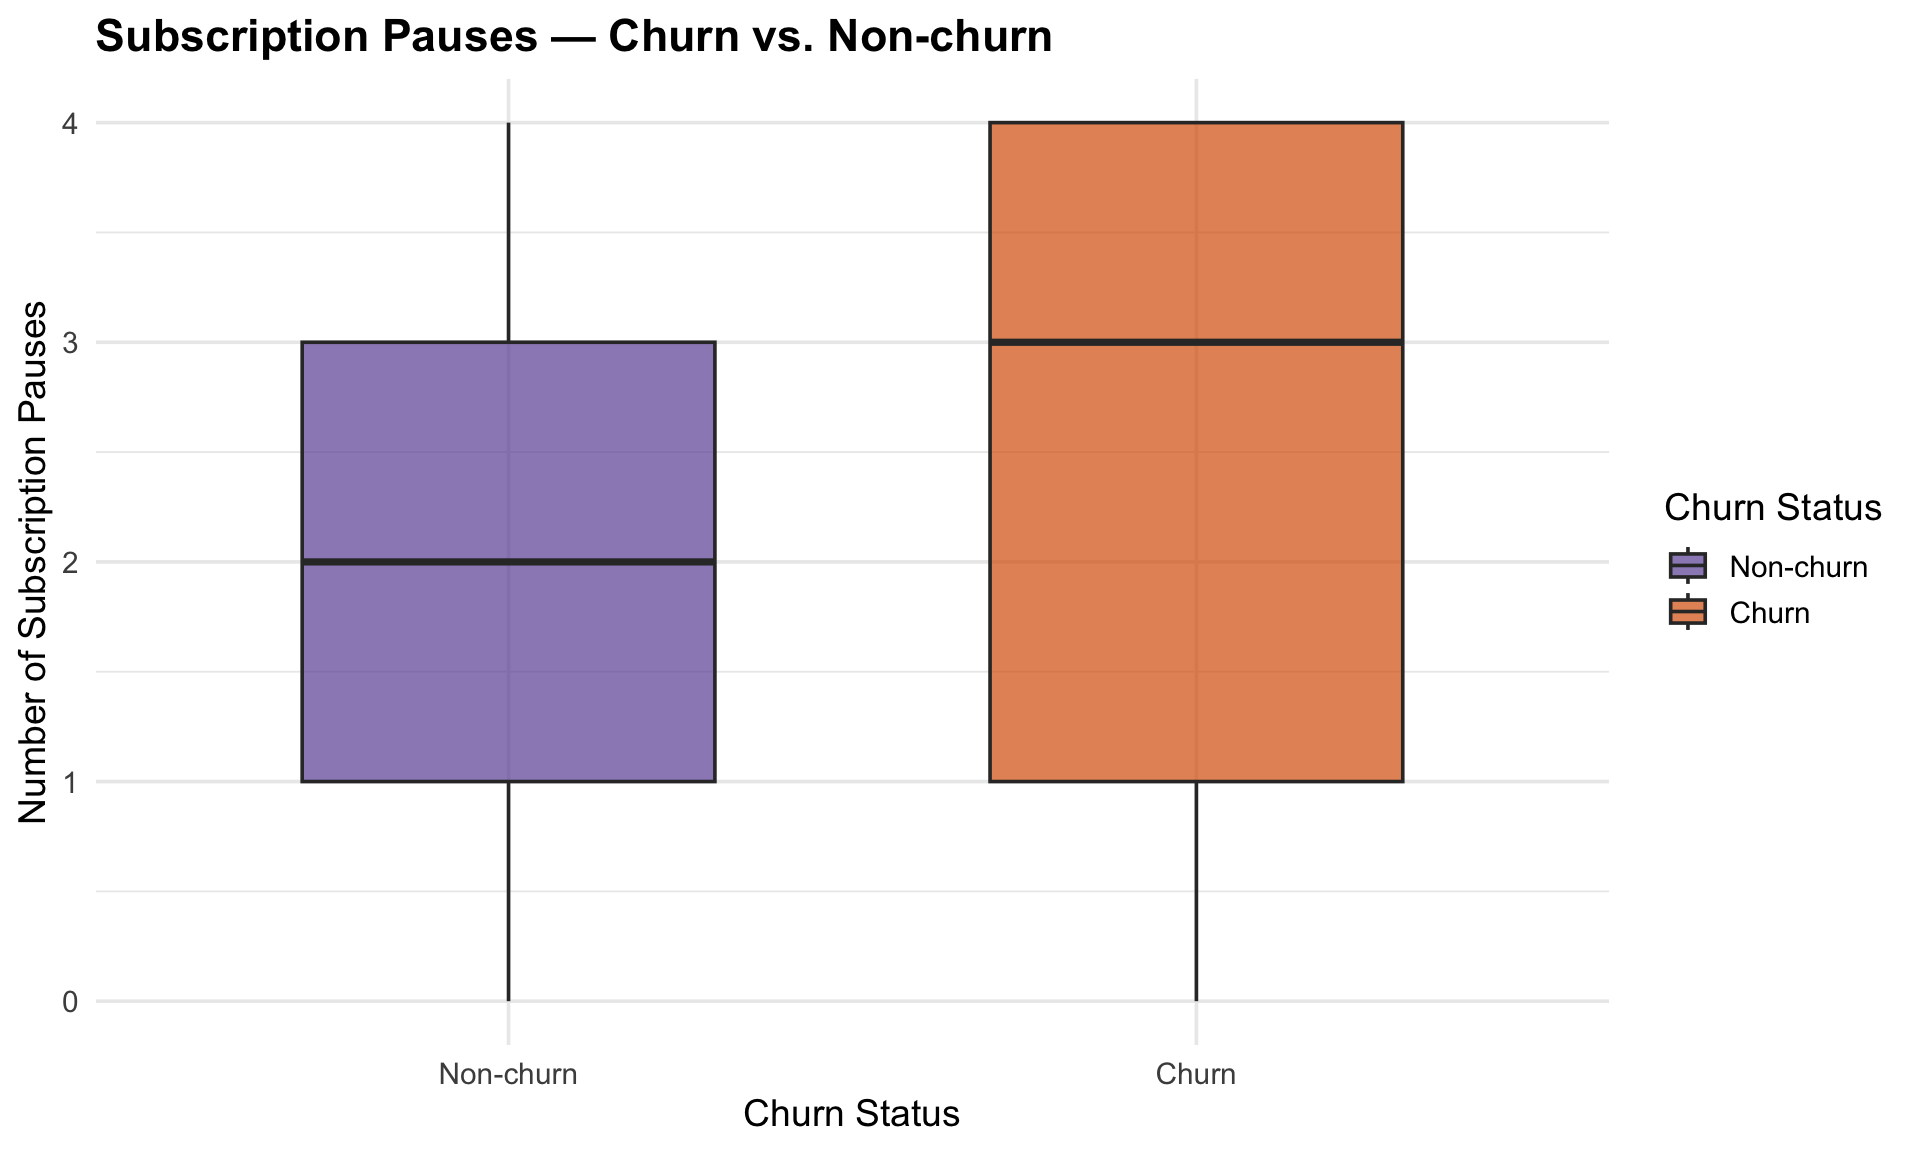 Subscription Pauses — Churn vs. Non-churn
Number of Subscription Pauses
4
3
2
1
0
Non-churn
Churn
Churn Status
Churn Status
Non-churn
Churn